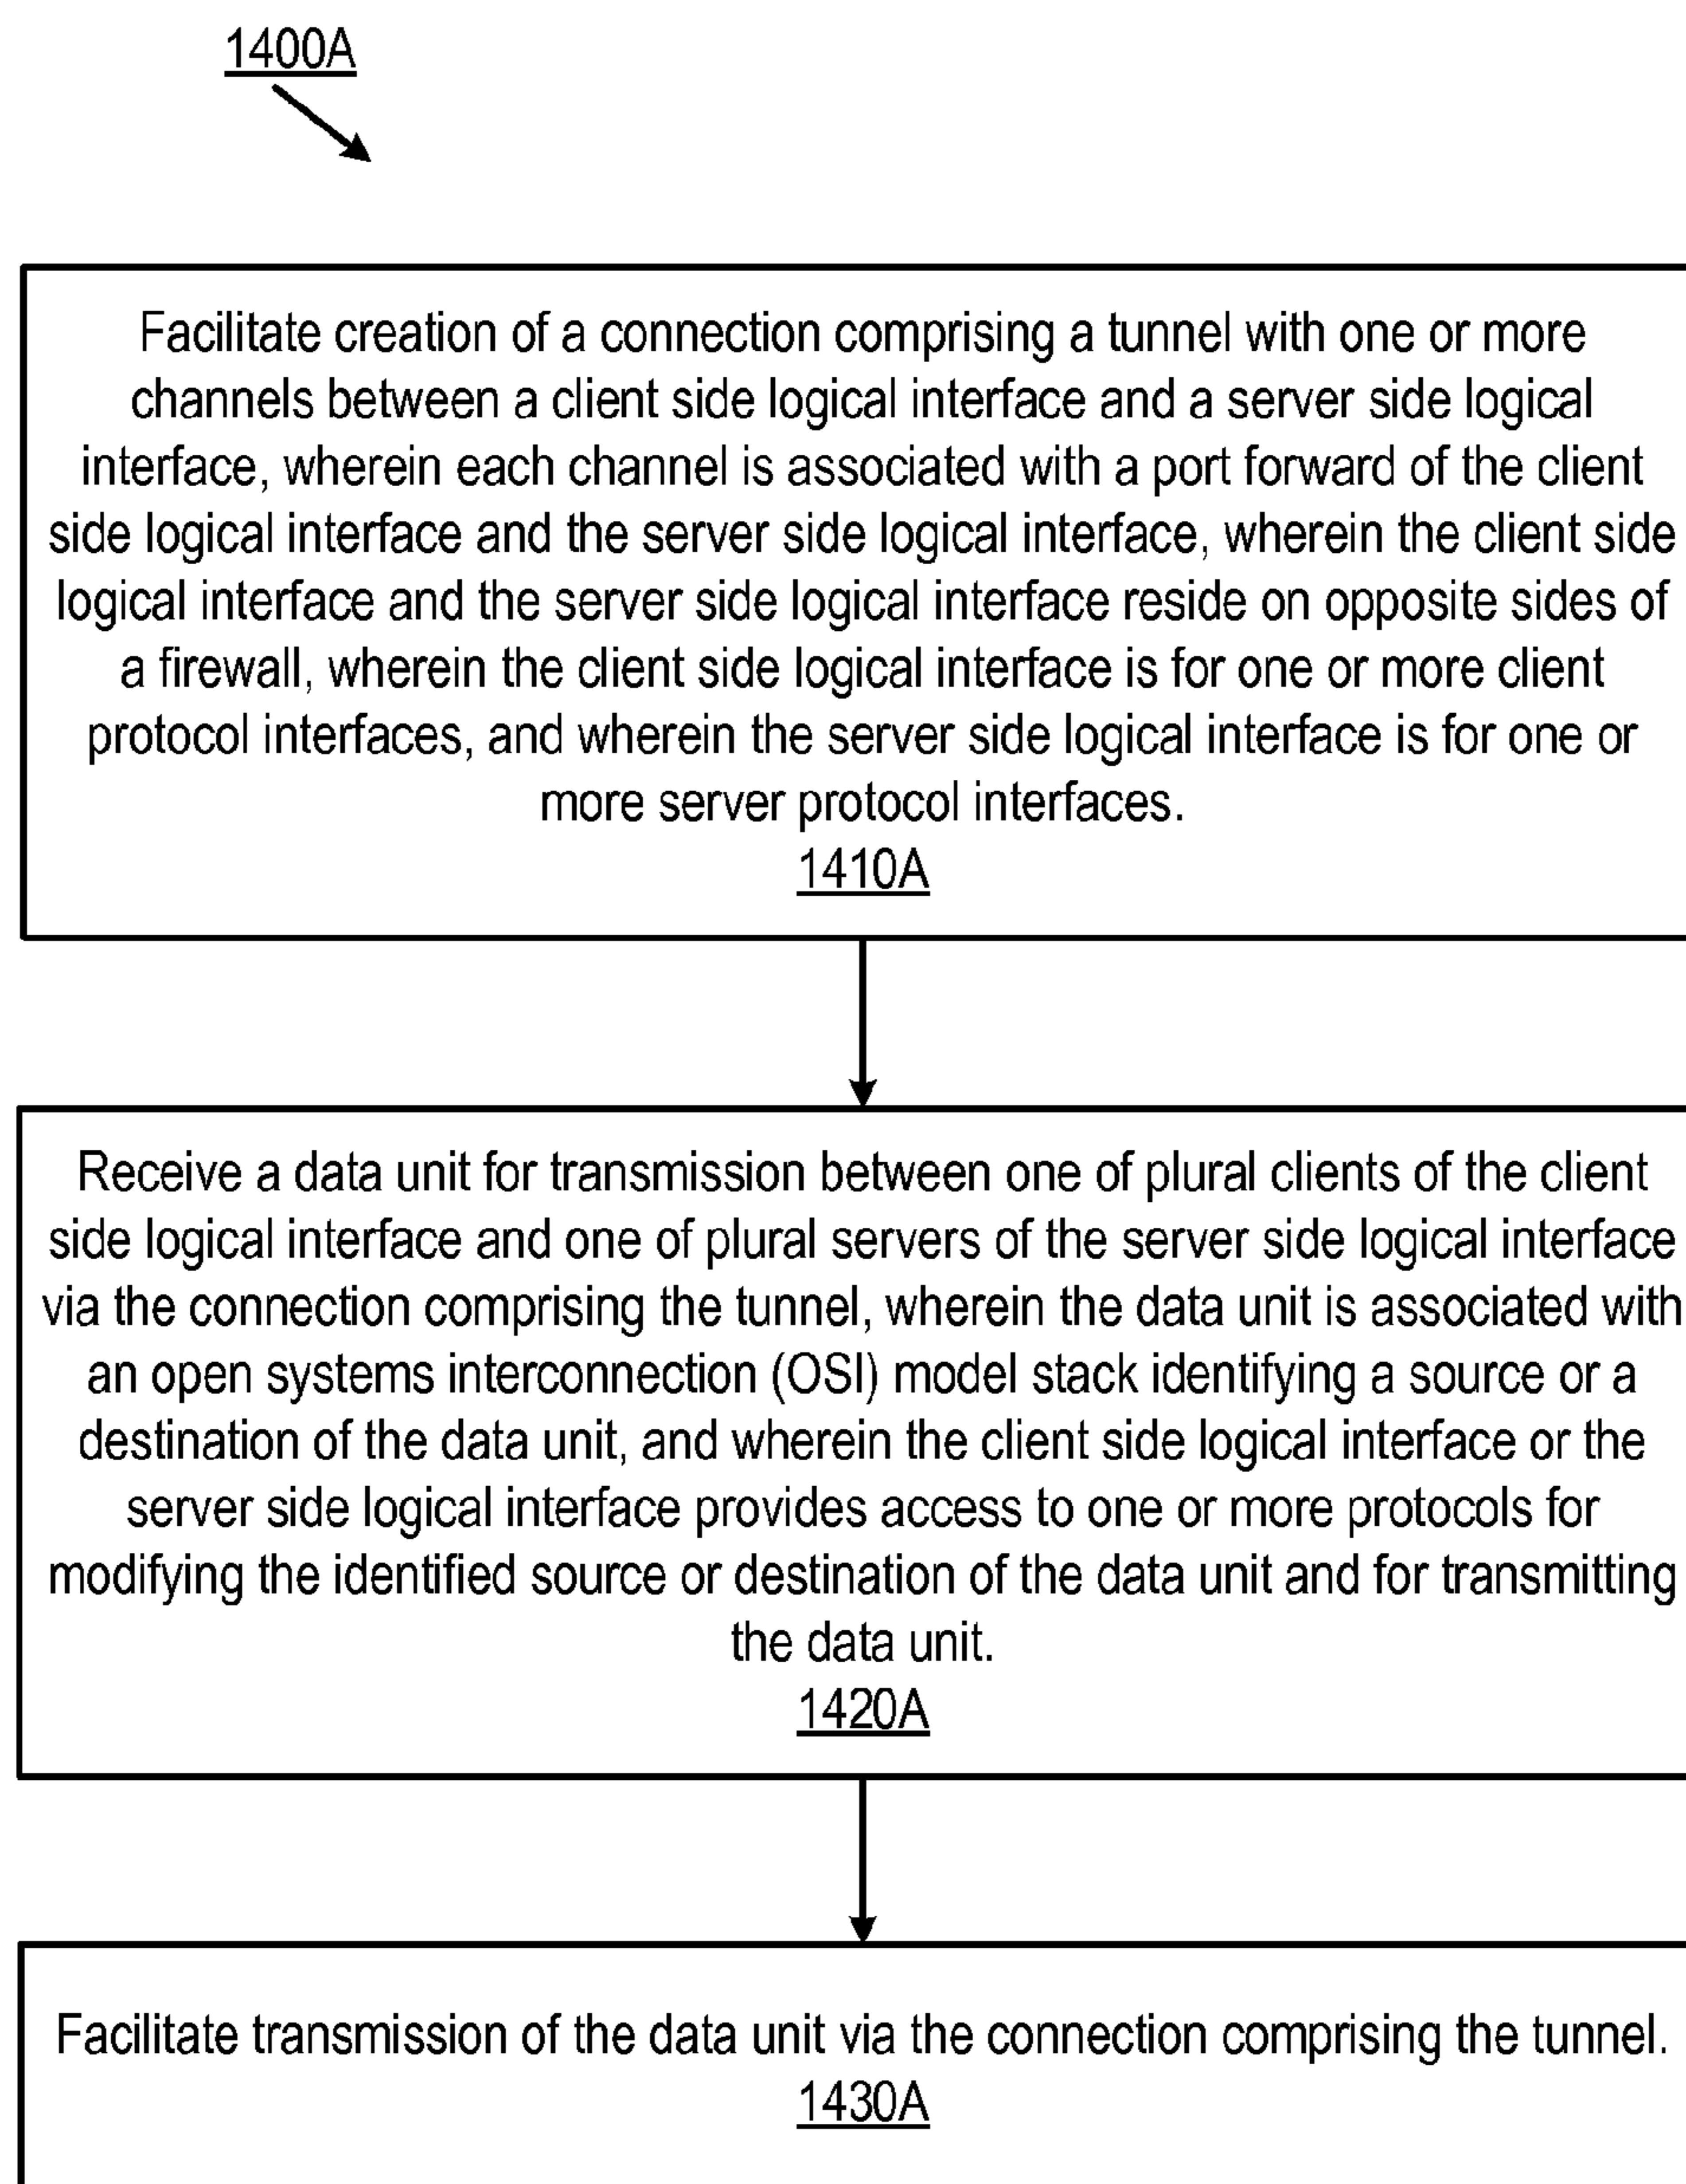 1400A
Facilitate creation of a connection comprising a tunnel with one or more
channels between a client side logical interface and a server side logical
interface, wherein each channel is associated with a port forward of the client
side logical interface and the server side logical interface, wherein the client side
logical interface and the server side logical interface reside on opposite sides of
a firewall, wherein the client side logical interface is for one or more client
protocol interfaces, and wherein the server side logical interface is for one or
more server protocol interfaces.
1410A
Receive a data unit for transmission between one of plural clients of the client
side logical interface and one of plural servers of the server side logical interface
via the connection comprising the tunnel, wherein the data unit is associated with
an open systems interconnection (OSI) model stack identifying a source or a
destination of the data unit, and wherein the client side logical interface or the
server side logical interface provides access to one or more protocols for
modifying the identified source or destination of the data unit and for transmitting
the data unit.
1420A
Facilitate transmission of the data unit via the connection comprising the tunnel.
1430A